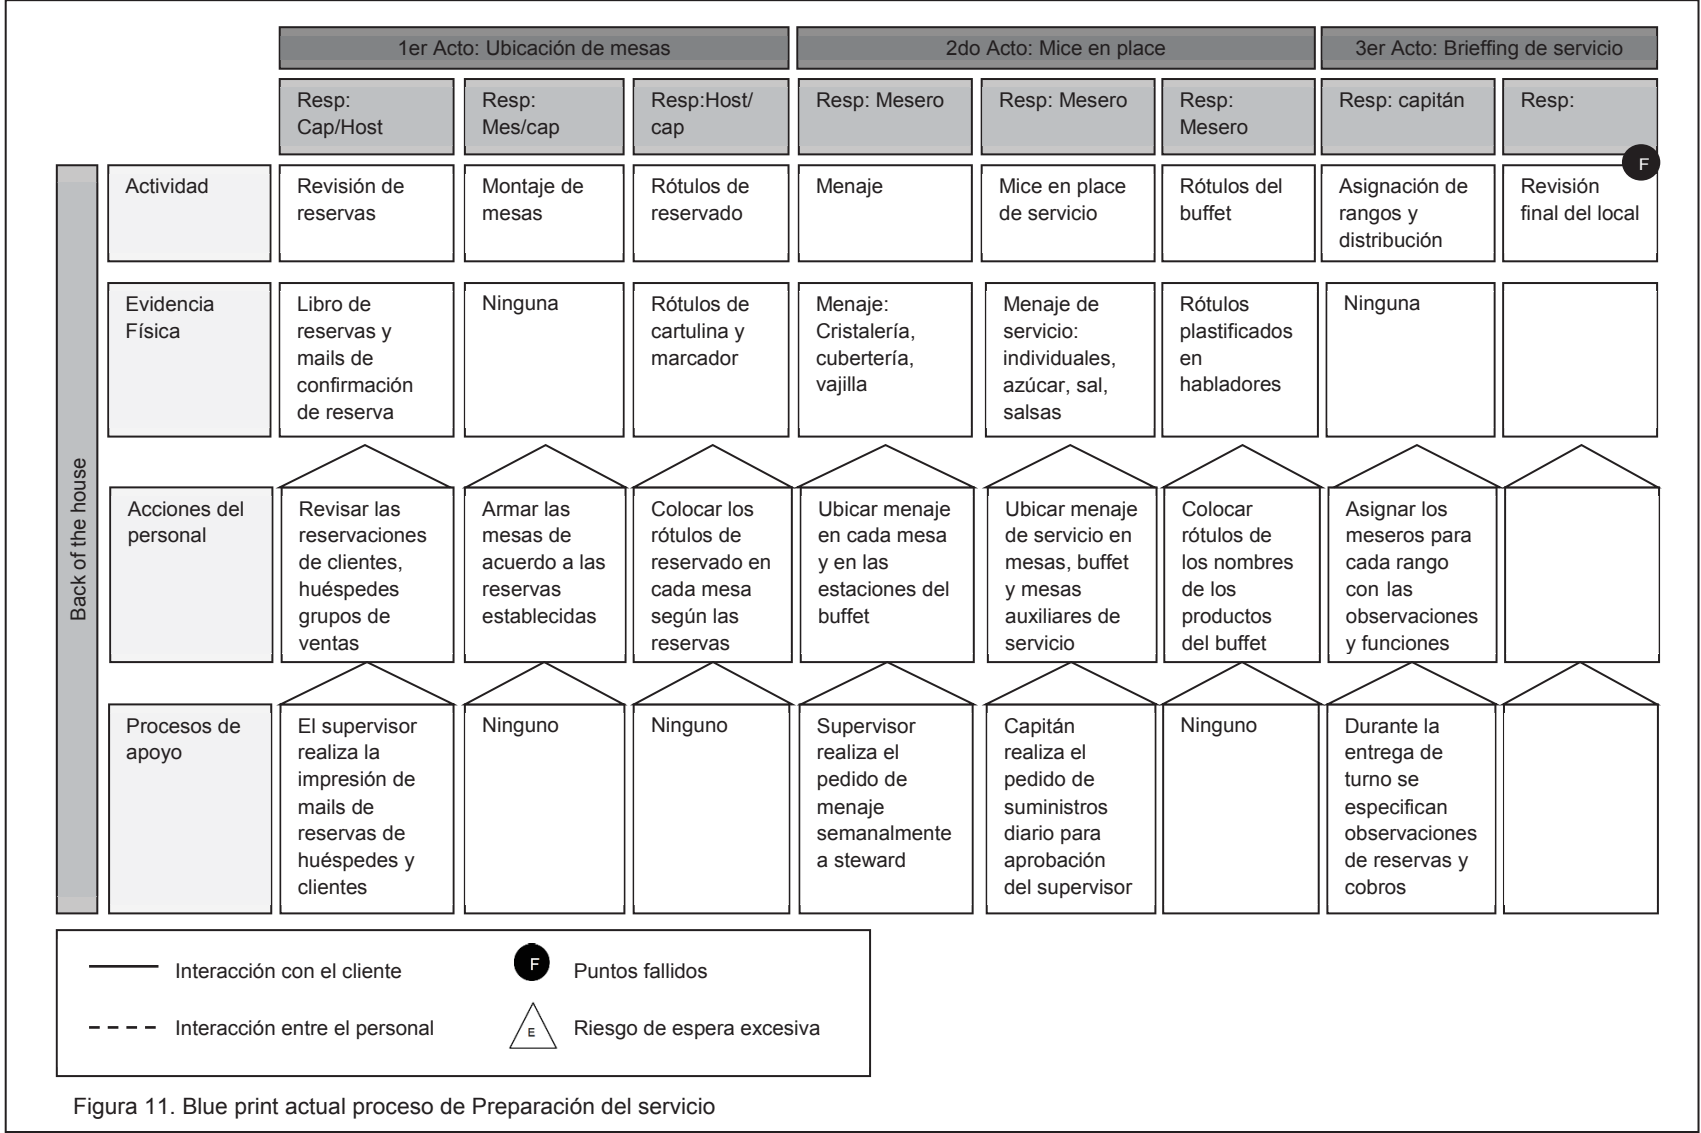 1er Acto: Ubicación de mesas
2do Acto: Mice en place
3er Acto: Brieffing de servicio
Resp:
Cap/Host
Resp:
Mes/cap
Resp:Host/
cap
Resp: Mesero
Resp: Mesero
Resp:
Mesero
Resp: capitán
Resp:
F
Back of the house
Actividad
Revisión de
reservas
Montaje de
mesas
Rótulos de
reservado
Menaje
Mice en place
de servicio
Rótulos del
buffet
Asignación de
rangos y
distribución
Revisión
final del local
Evidencia
Física
Libro de
reservas y
mails de
confirmación
de reserva
Ninguna
Rótulos de
cartulina y
marcador
Menaje:
Cristalería,
cubertería,
vajilla
Menaje de
servicio:
individuales,
azúcar, sal,
salsas
Rótulos
plastificados
en
habladores
Ninguna
Acciones del
personal
Revisar las
reservaciones
de clientes,
huéspedes
grupos de
ventas
Armar las
mesas de
acuerdo a las
reservas
establecidas
Colocar los
rótulos de
reservado en
cada mesa
según las
reservas
Ubicar menaje
en cada mesa
y en las
estaciones del
buffet
Ubicar menaje
de servicio en
mesas, buffet
y mesas
auxiliares de
servicio
Colocar
rótulos de
los nombres
de los
productos
del buffet
Asignar los
meseros para
cada rango
con las
observaciones
y funciones
Procesos de
apoyo
El supervisor
realiza la
impresión de
mails de
reservas de
huéspedes y
clientes
Ninguno
Ninguno
Supervisor
realiza el
pedido de
menaje
semanalmente
a steward
Capitán
realiza el
pedido de
suministros
diario para
aprobación
del supervisor
Ninguno
Durante la
entrega de
turno se
especifican
observaciones
de reservas y
cobros
Interacción con el cliente
F
Puntos fallidos
Interacción entre el personal
E
Riesgo de espera excesiva
Figura 11. Blue print actual proceso de Preparación del servicio